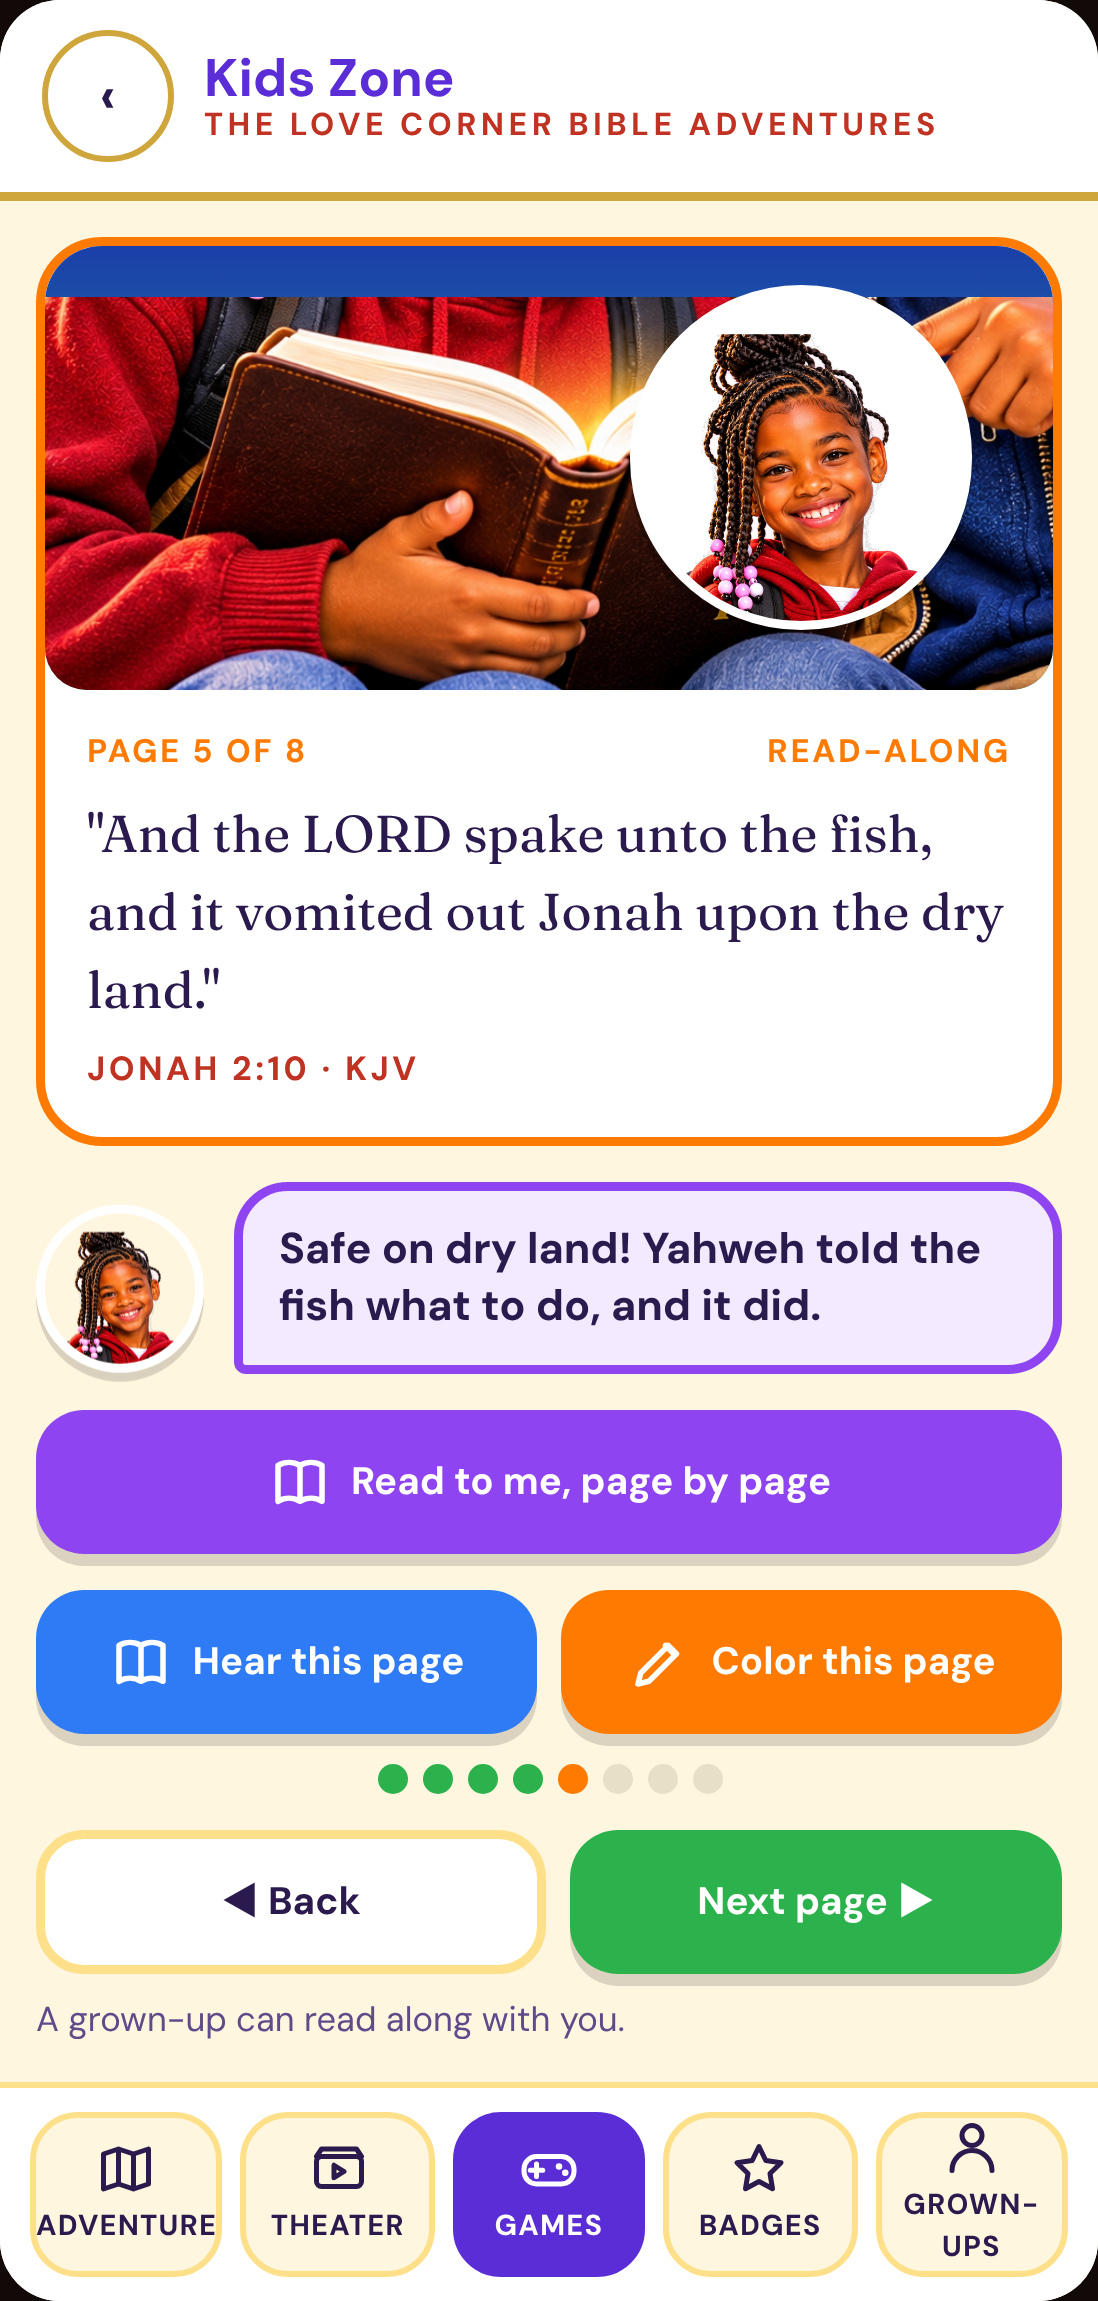 Kids Zone
THE LOVE CORNER BIBLE ADVENTURES
PAGE 5 OF 8
READ-ALONG
"And the LORD spake unto the fish,
and it vomited out Jonah upon the dry
land."
JONAH 2:10 · KJV
Safe on dry land! Yahweh told the
fish what to do, and it did.
Read to me, page by page
Hear this page
Color this page
◀ Back
Next page ▶
A grown-up can read along with you.
ADVENTURE
THEATER
GAMES
BADGES
GROWN-
UPS